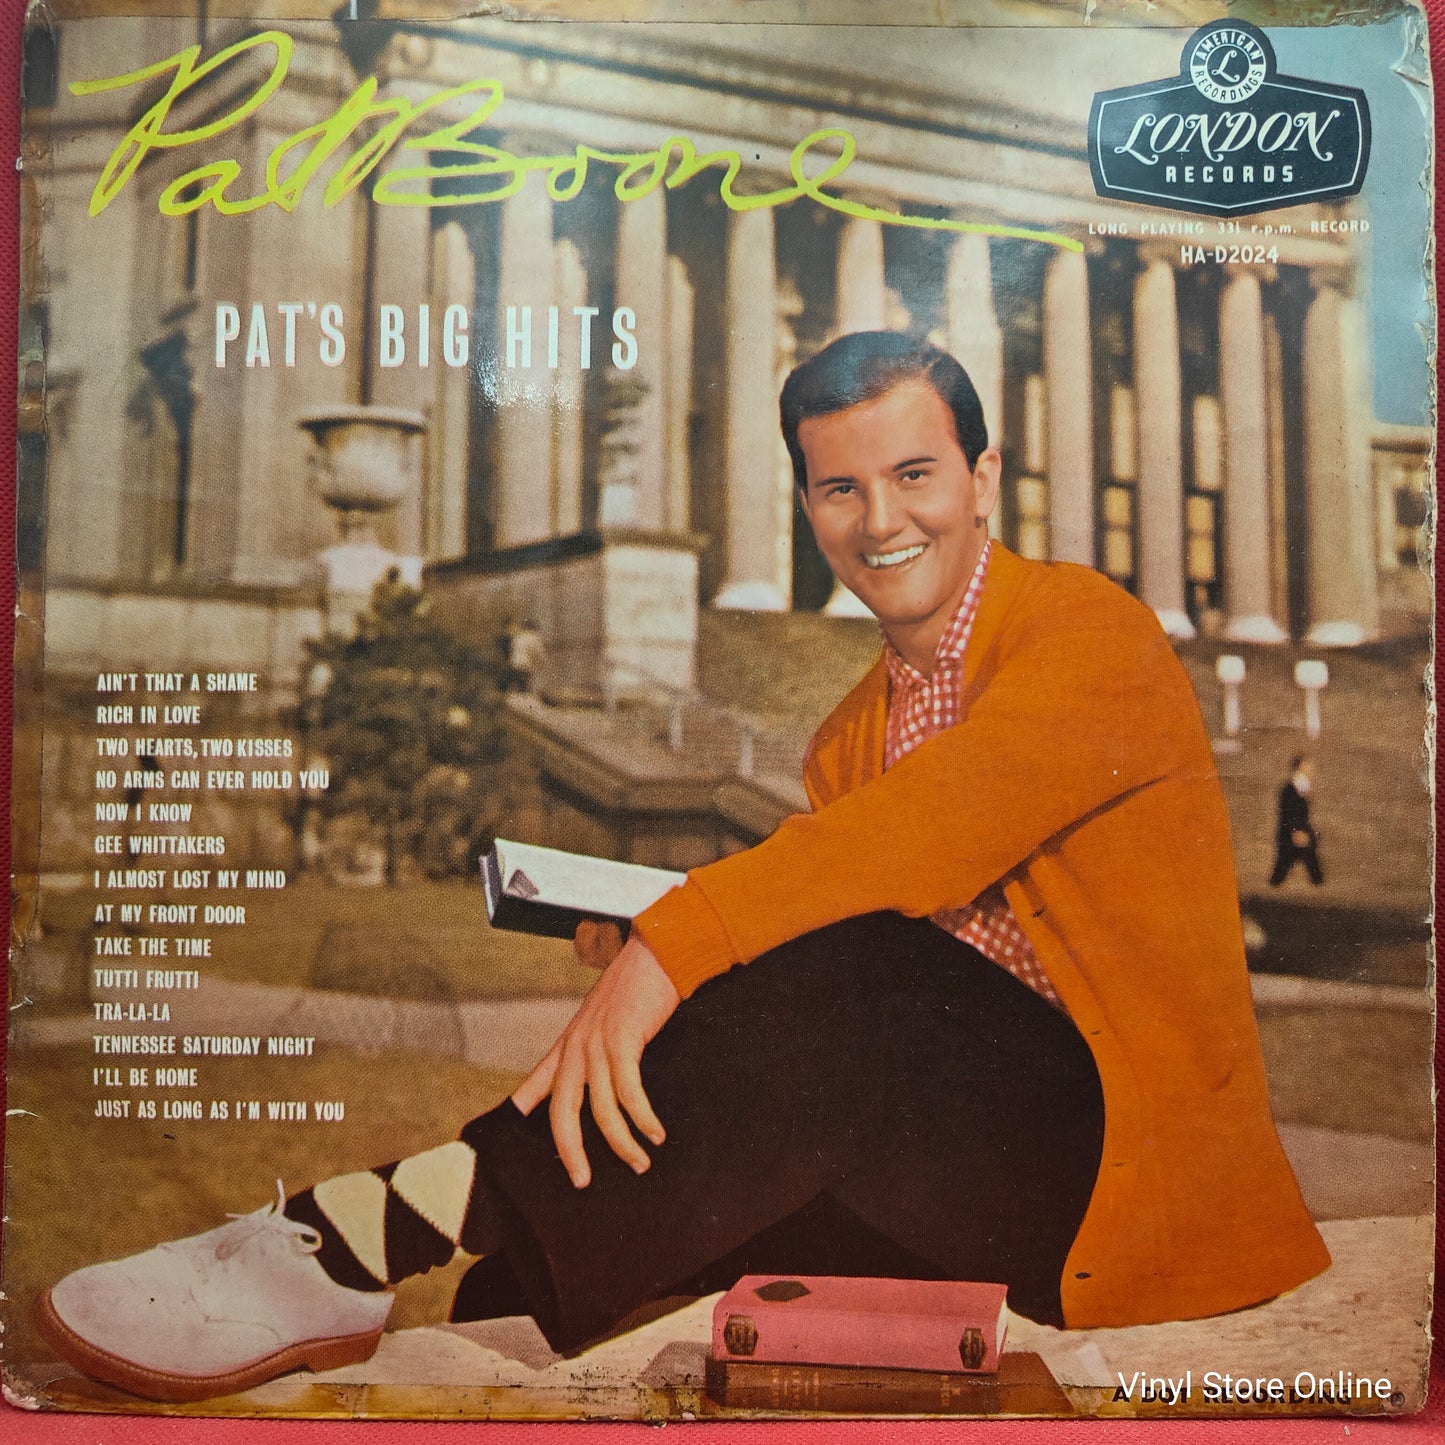 Pat Boone
AMERICAN
L
RECORDINGS
LONDON
RECORDS
LONG PLAYING 33⅓ r.p.m. RECORD
HA-D2024
PAT'S BIG HITS
AIN'T THAT A SHAME
RICH IN LOVE
TWO HEARTS, TWO KISSES
NO ARMS CAN EVER HOLD YOU
NOW I KNOW
GEE WHITTAKERS
I ALMOST LOST MY MIND
AT MY FRONT DOOR
TAKE THE TIME
TUTTI FRUTTI
TRA-LA-LA
TENNESSEE SATURDAY NIGHT
I'LL BE HOME
JUST AS LONG AS I'M WITH YOU
Vinyl Store Online
A DOT RECORDING